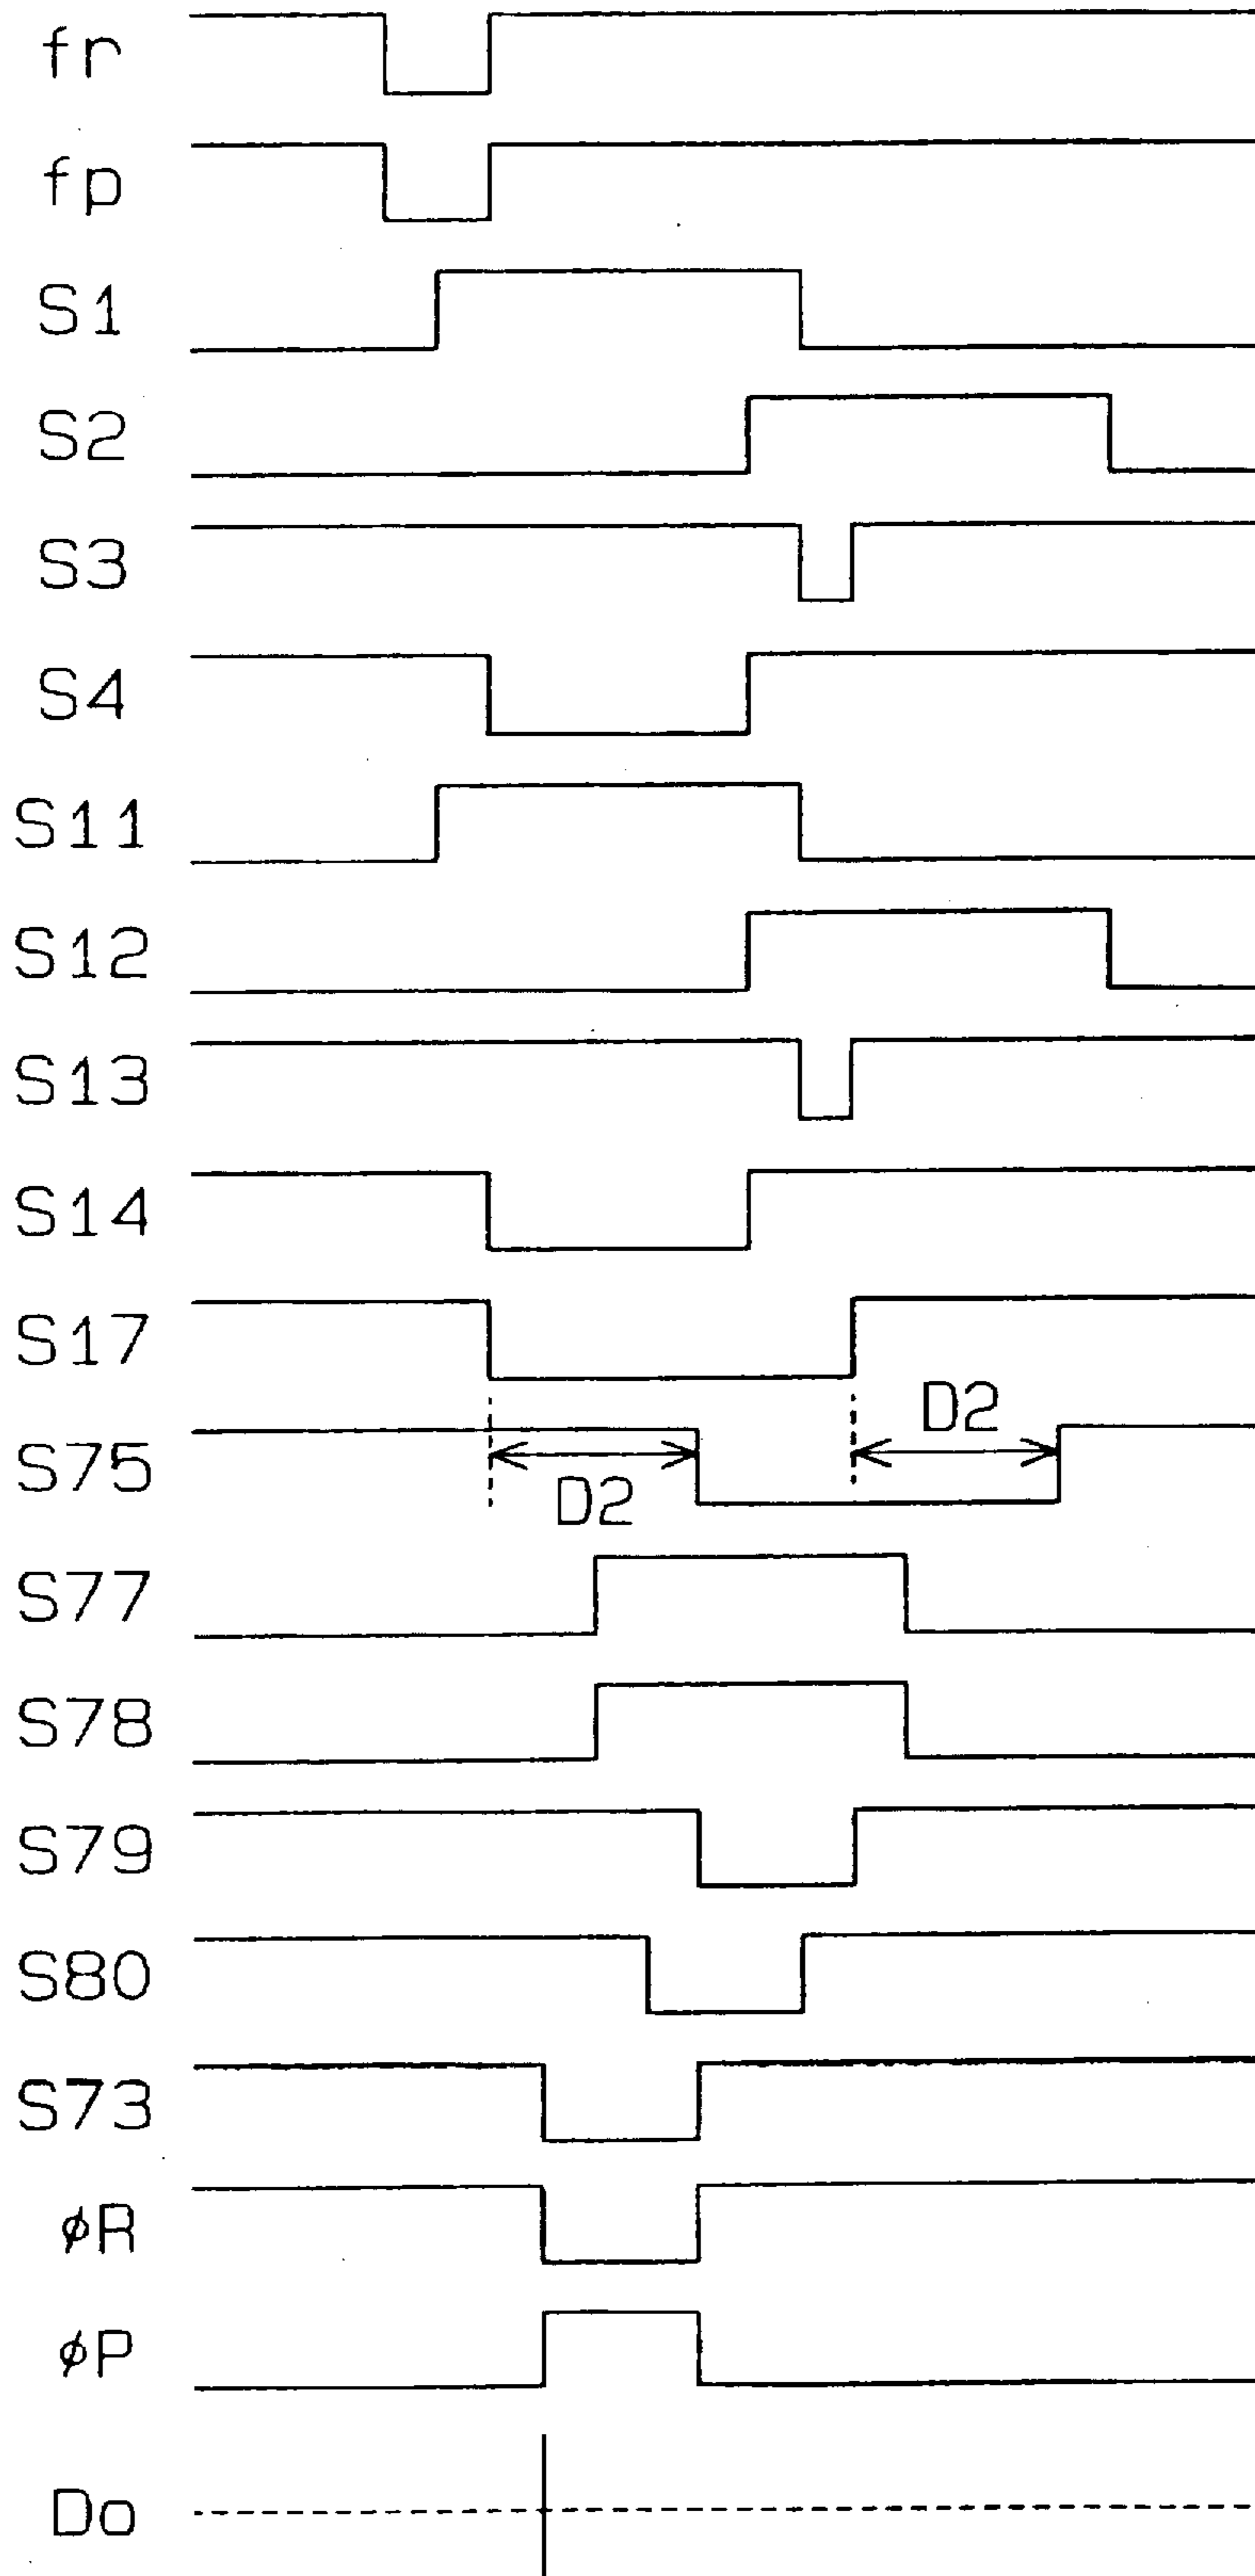 fr
fp
S1
S2
S3
S4
S11
S12
S13
S14
S17
D2
S75
D2
S77
S78
S79
S80
S73
φR
φP
Do